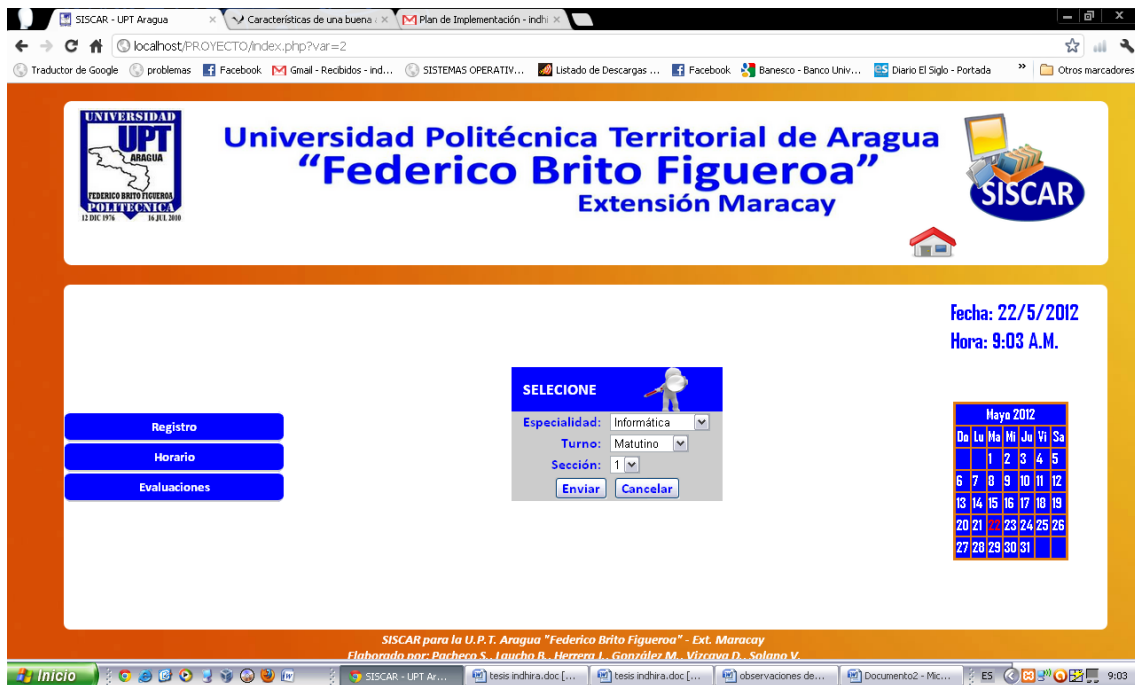 SISCAR - UPT Aragua
Características de una buena
Plan de Implementación - indhi
localhost/PROYECTO/index.php?var=2
Traductor de Google
problemas
Facebook
Gmail - Recibidos - ind...
SISTEMAS OPERATIV...
Listado de Descargas ...
Facebook
Banesco - Banco Univ...
Diario El Siglo - Portada
»
Otros marcadores
UNIVERSIDAD
UPT
ARAGUA
FEDERICO BRITO FIGUEROA
POLITECNICA
12 DIC 1976 16 JUL 2010
Universidad Politécnica Territorial de Aragua
“Federico Brito Figueroa”
Extensión Maracay
SISCAR
Fecha: 22/5/2012
Hora: 9:03 A.M.
Registro
Horario
Evaluaciones
SELECIONE
Especialidad: Informática
Turno: Matutino
Sección: 1
Enviar Cancelar
Mayo 2012
Do Lu Ma Mi Ju Vi Sa
1 2 3 4 5
6 7 8 9 10 11 12
13 14 15 16 17 18 19
20 21 22 23 24 25 26
27 28 29 30 31
SISCAR para la U.P.T. Aragua "Federico Brito Figueroa" - Ext. Maracay
Elaborado por: Pacheco S., Laucho R., Herrera J., González M., Vizcaya D., Solano V.
Inicio
SISCAR - UPT Ar...
tesis indhira.doc [...
tesis indhira.doc [...
observaciones de...
Documento2 - Mic...
ES
9:03